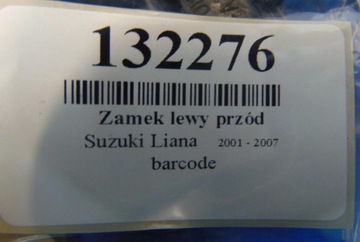 132276
Zamek lewy przód
Suzuki Liana 2001 - 2007
barcode